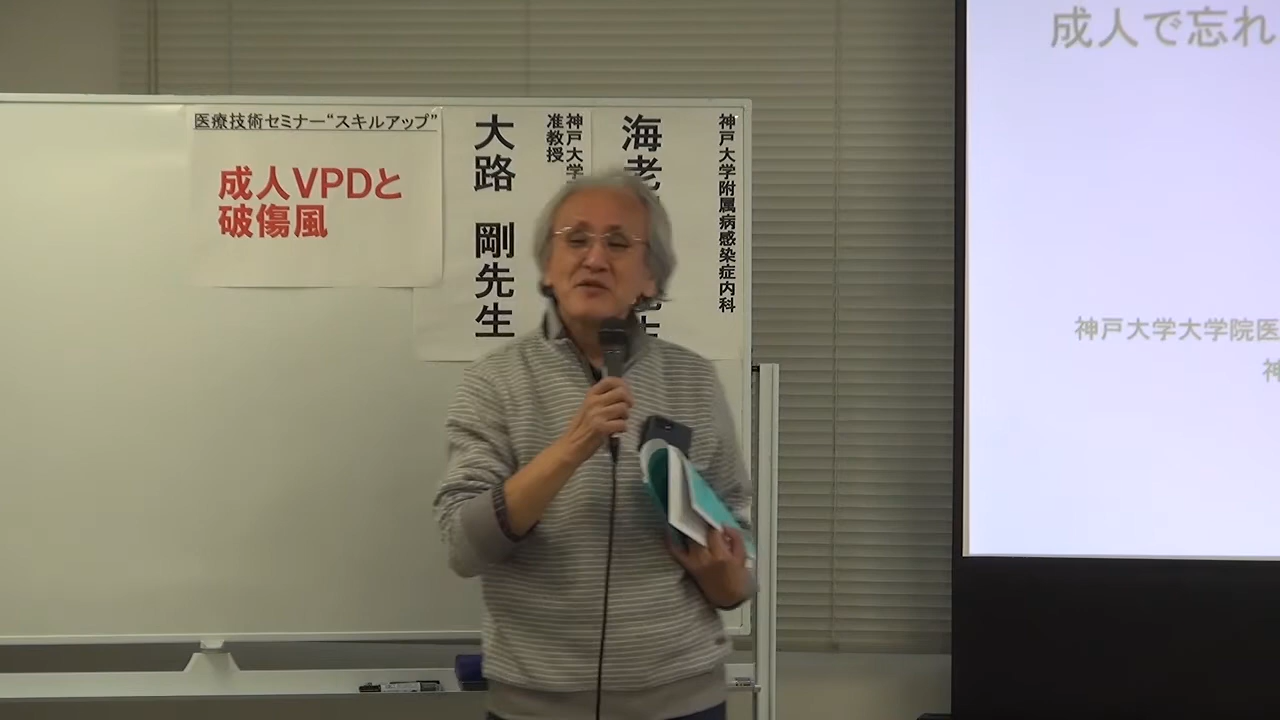 医療技術セミナー“スキルアップ”
成人VPDと
破傷風
神戸大学附属病感染症内科
海老
神戸大学
准教授
大路 剛先生
成人で忘れ
神戸大学大学院医
神